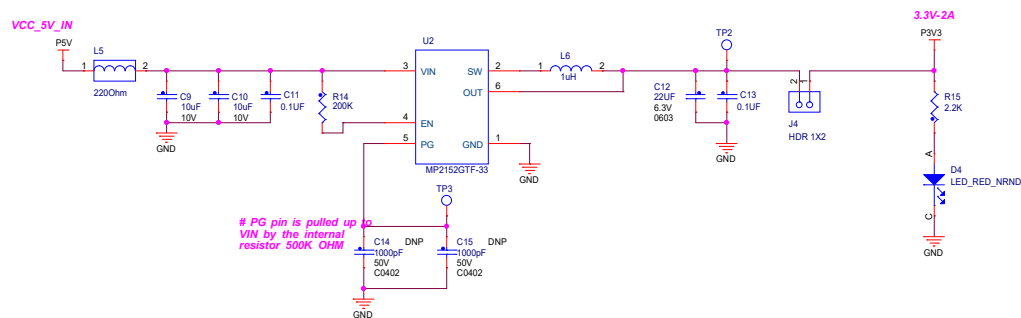 VCC_5V_IN
P5V
L5
1
2
220Ohm
C9
10uF
10V
GND
C10
10uF
10V
C11
0.1UF
R14
200K
U2
3
VIN
4
EN
5
PG
SW
2
OUT
6
GND
1
MP2152GTF-33
GND
L6
1
2
1uH
C12
22UF
6.3V
0603
C13
0.1UF
GND
TP2
2
1
J4
HDR 1X2
3.3V-2A
P3V3
R15
2.2K
A
D4
LED_RED_NRND
C
GND
TP3
# PG pin is pulled up to
VIN by the internal
resistor 500K OHM
C14
DNP
1000pF
50V
C0402
C15
DNP
1000pF
50V
C0402
GND